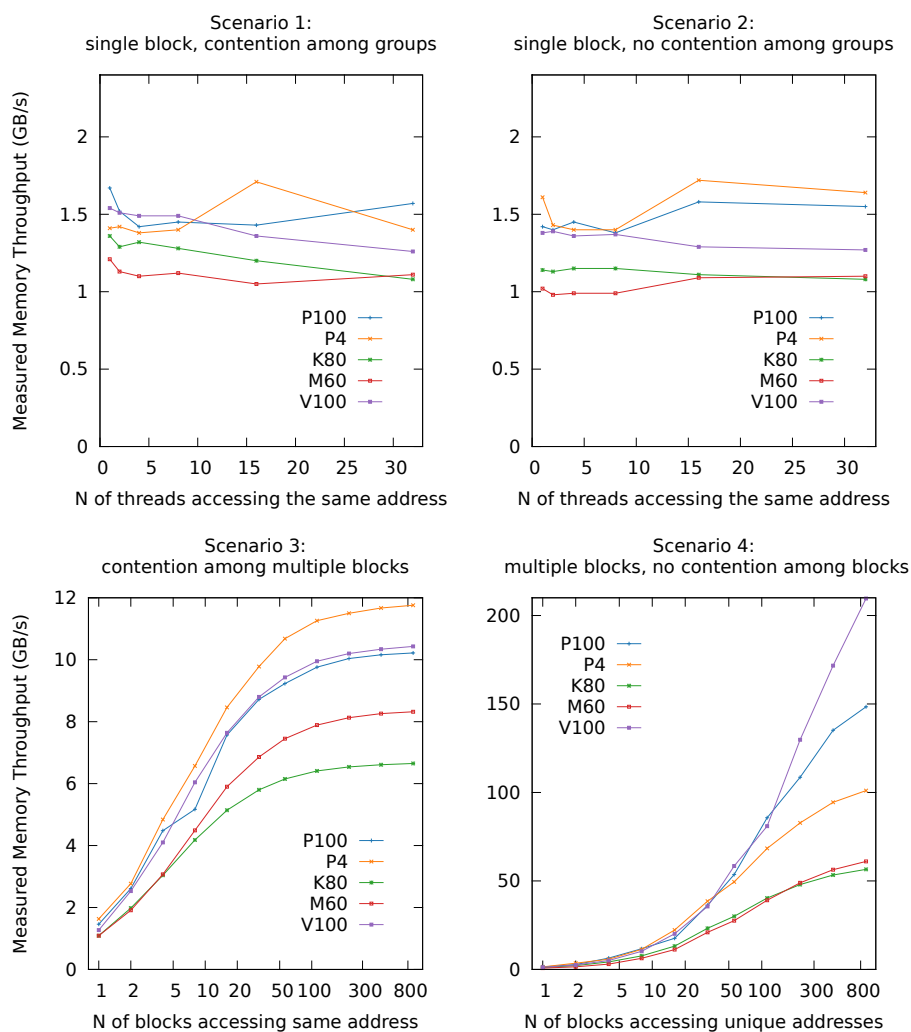 Scenario 1:
single block, contention among groups
Measured Memory Throughput (GB/s)
2
1.5
1
0.5
0
P100
P4
K80
M60
V100
0 5 10 15 20 25 30
N of threads accessing the same address
Scenario 2:
single block, no contention among groups
2
1.5
1
0.5
0
P100
P4
K80
M60
V100
0 5 10 15 20 25 30
N of threads accessing the same address
Scenario 3:
contention among multiple blocks
Measured Memory Throughput (GB/s)
12
10
8
6
4
2
0
P100
P4
K80
M60
V100
1 2 5 10 20 50 100 300 800
N of blocks accessing same address
Scenario 4:
multiple blocks, no contention among blocks
200
150
100
50
0
P100
P4
K80
M60
V100
1 2 5 10 20 50 100 300 800
N of blocks accessing unique addresses